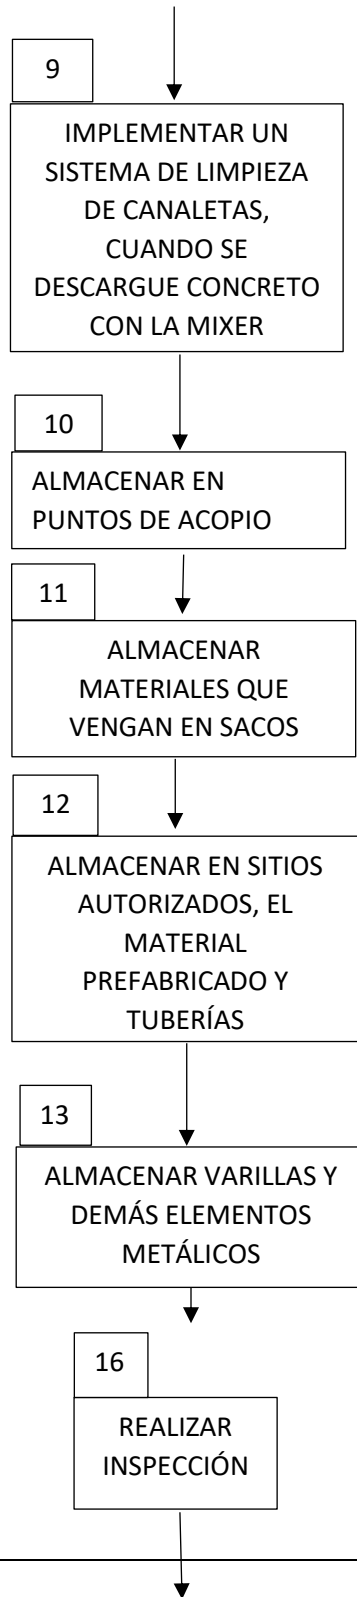 9
IMPLEMENTAR UN
SISTEMA DE LIMPIEZA
DE CANALETAS,
CUANDO SE
DESCARGUE CONCRETO
CON LA MIXER
10
ALMACENAR EN
PUNTOS DE ACOPIO
11
ALMACENAR
MATERIALES QUE
VENGAN EN SACOS
12
ALMACENAR EN SITIOS
AUTORIZADOS, EL
MATERIAL
PREFABRICADO Y
TUBERÍAS
13
ALMACENAR VARILLAS Y
DEMÁS ELEMENTOS
METÁLICOS
16
REALIZAR
INSPECCIÓN